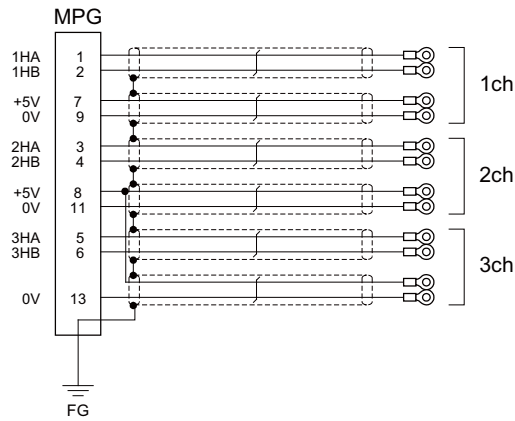 MPG
1HA 1
1HB 2
+5V 7
0V 9
1ch
2HA 3
2HB 4
+5V 8
0V 11
2ch
3HA 5
3HB 6
0V 13
3ch
FG